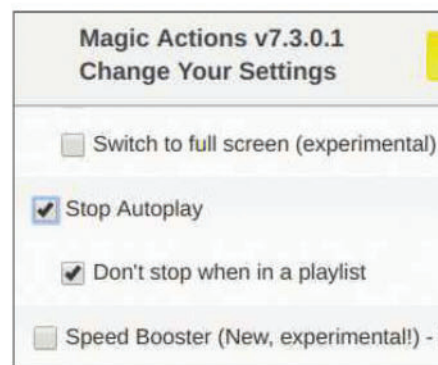 Magic Actions v7.3.0.1
Change Your Settings
Switch to full screen (experimental)
Stop Autoplay
Don't stop when in a playlist
Speed Booster (New, experimental!) -